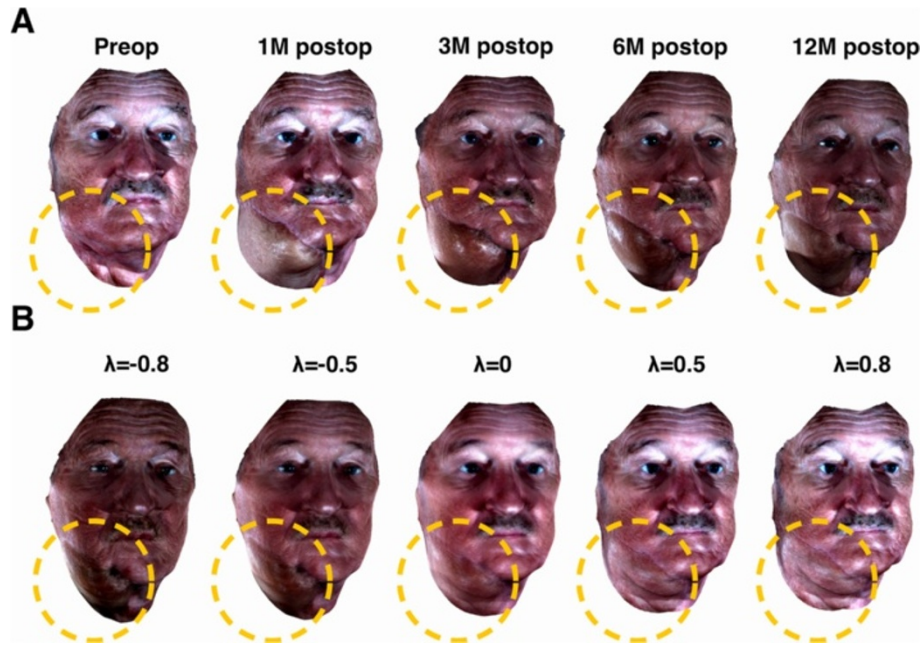 A
Preop 1M postop 3M postop 6M postop 12M postop
B
λ=-0.8 λ=-0.5 λ=0 λ=0.5 λ=0.8